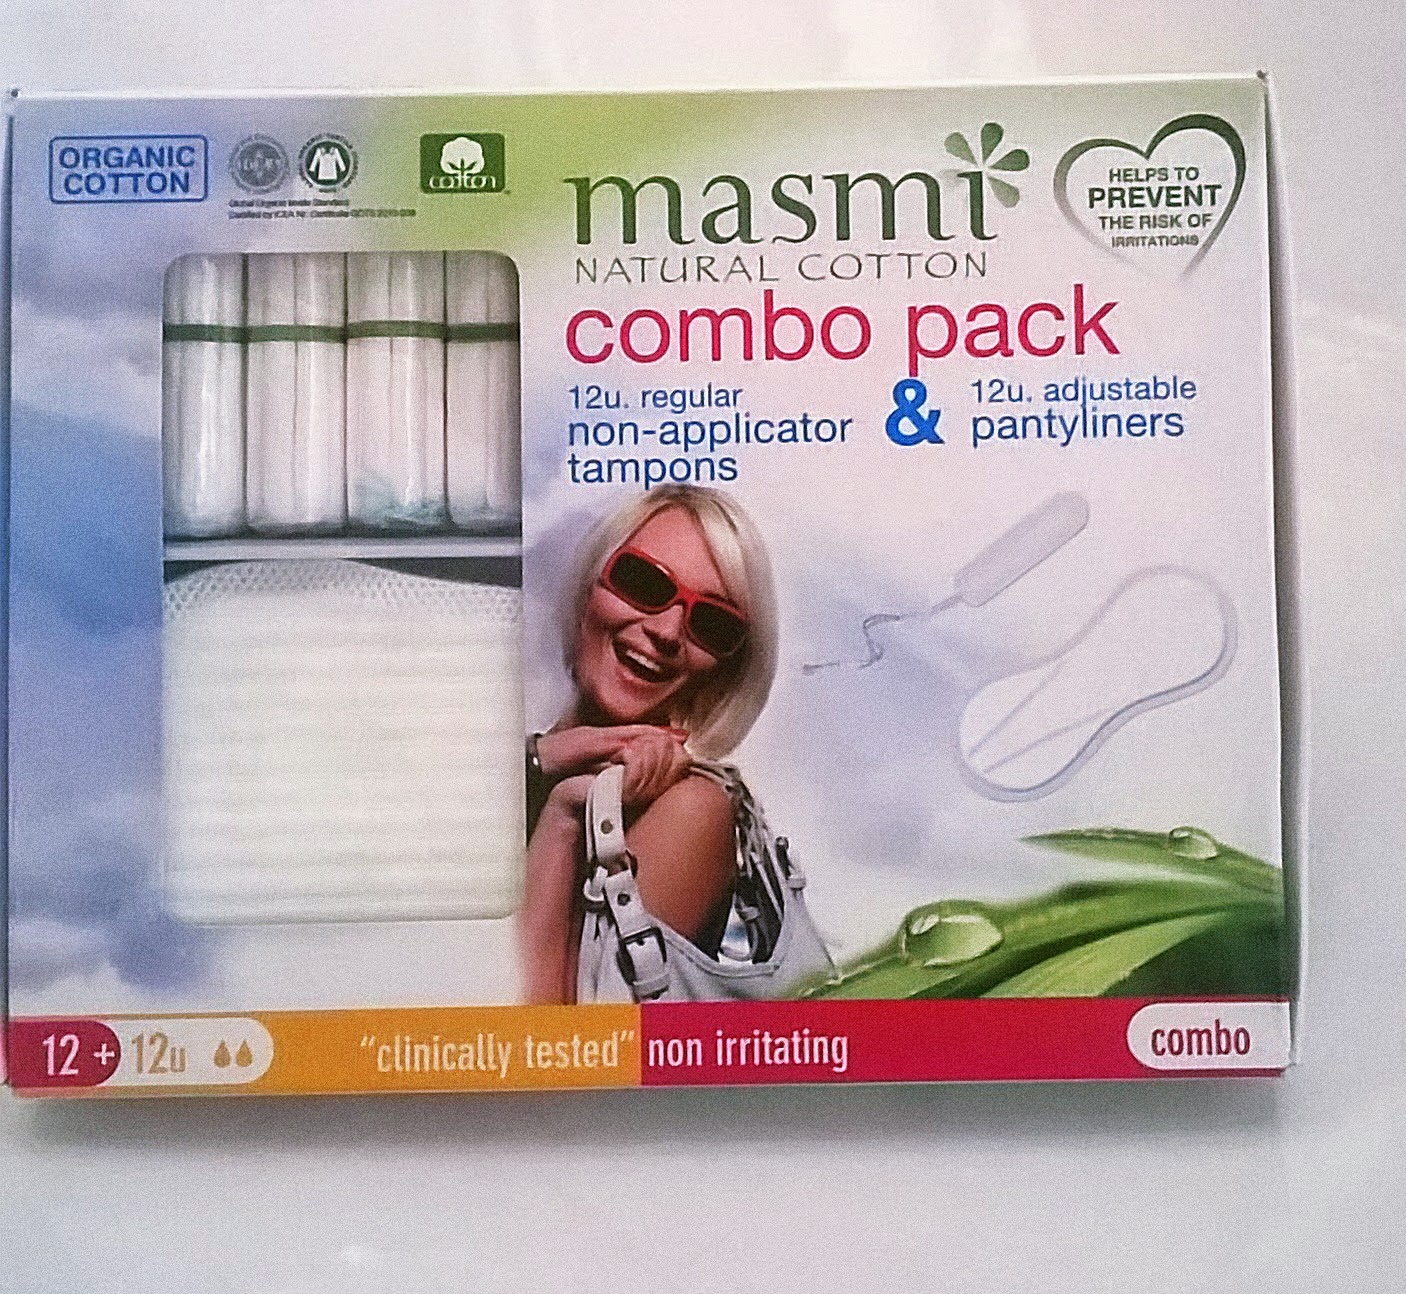 ORGANIC
COTTON
cotton
masmi
NATURAL COTTON
HELPS TO
PREVENT
THE RISK OF
IRRITATIONS
combo pack
12u. regular
non-applicator
tampons
&
12u. adjustable
pantyliners
12 + 12u
"clinically tested" non irritating
combo